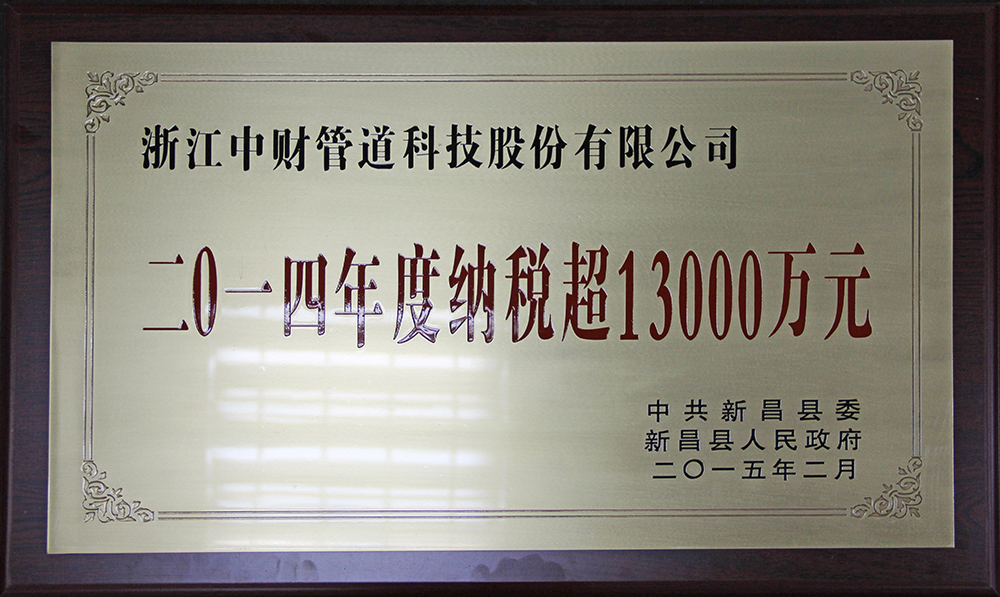 浙江中财管道科技股份有限公司
二0一四年度纳税超13000万元
中共新昌县委
新昌县人民政府
二〇一五年二月